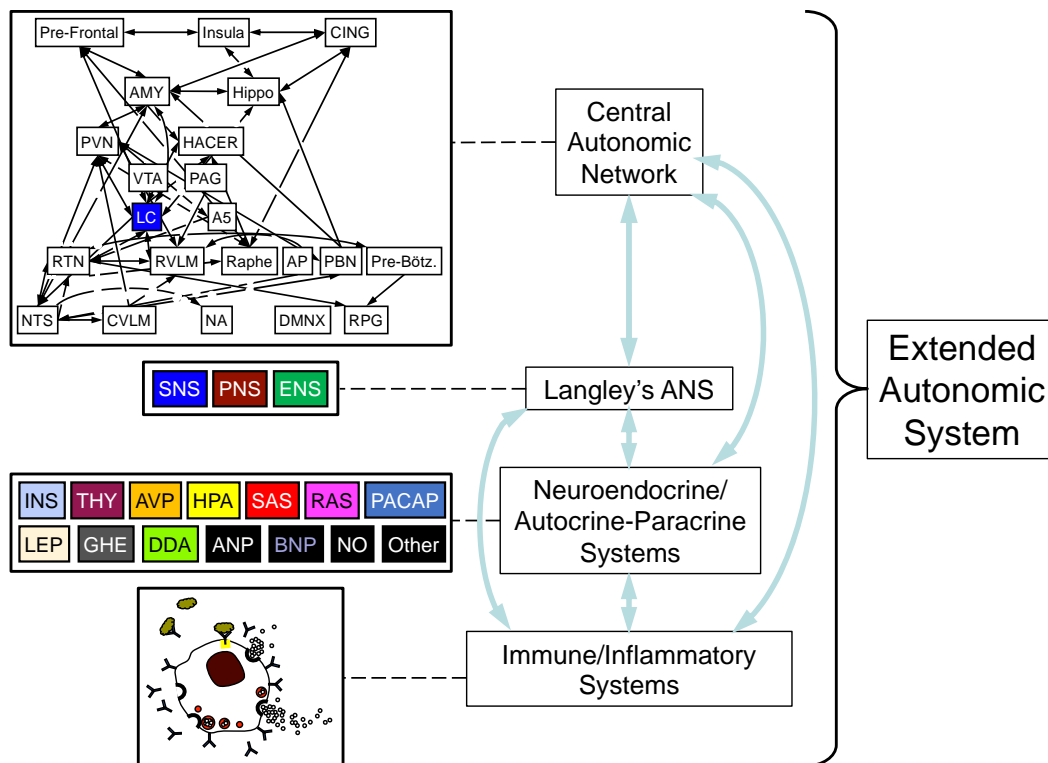 Pre-Frontal Insula CING
AMY Hippo
PVN HACER
VTA PAG
LC A5
RTN RVLM Raphe AP PBN Pre-Bötz.
NTS CVLM NA DMNX RPG
Central
Autonomic
Network
SNS PNS ENS
Langley's ANS
Extended
Autonomic
System
INS THY AVP HPA SAS RAS PACAP
LEP GHE DDA ANP BNP NO Other
Neuroendocrine/
Autocrine-Paracrine
Systems
Immune/Inflammatory
Systems